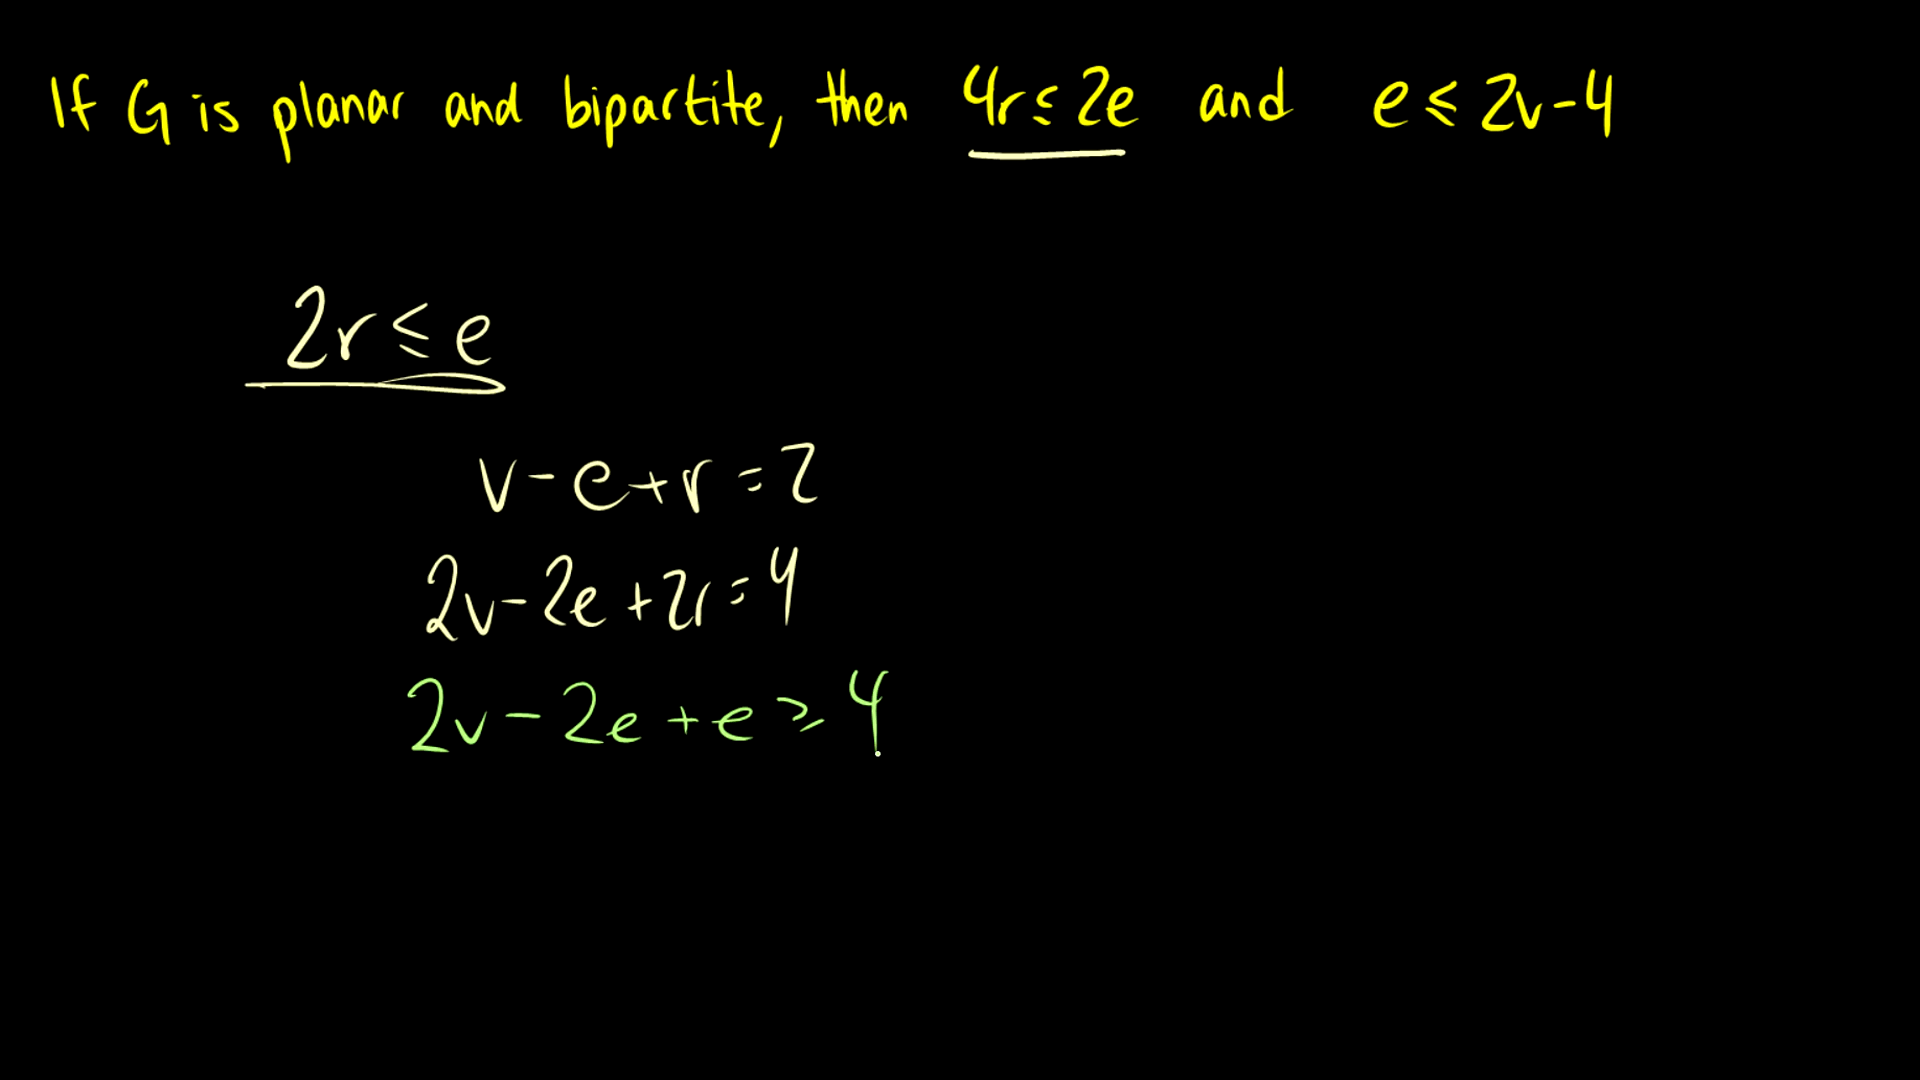 If G is planar and bipartite, then 4r ≤ 2e and e ≤ 2v-4
2r ≤ e
v - e + r = 2
2v - 2e + 2r = 4
2v - 2e + e ≥ 4